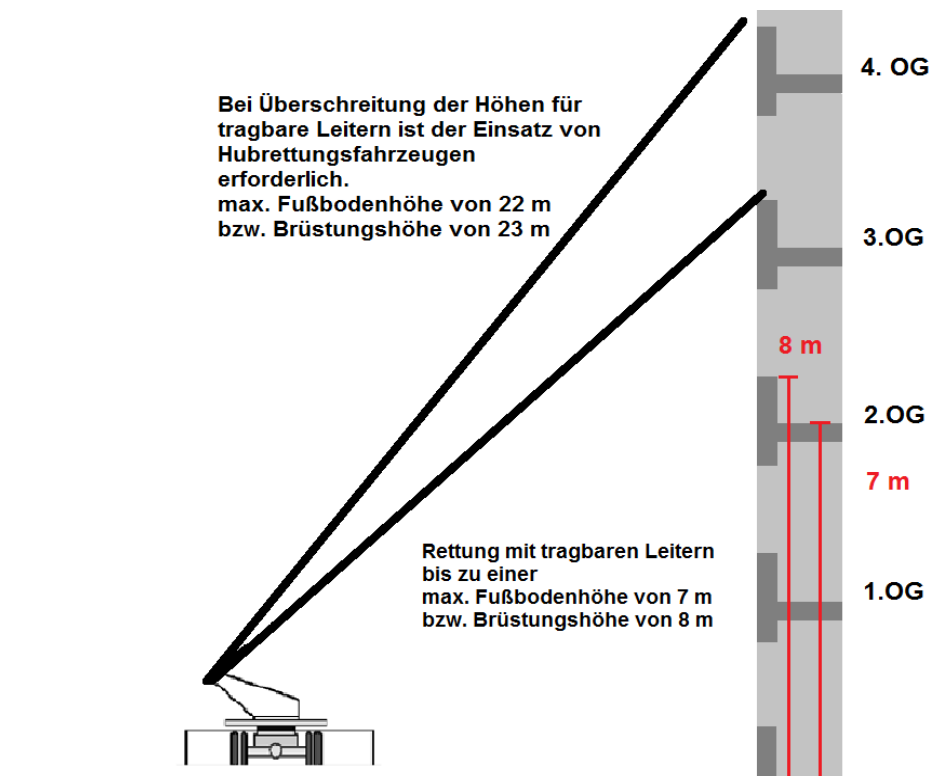 4. OG
Bei Überschreitung der Höhen für
tragbare Leitern ist der Einsatz von
Hubrettungsfahrzeugen
erforderlich.
max. Fußbodenhöhe von 22 m
bzw. Brüstungshöhe von 23 m
3.OG
8 m
2.OG
7 m
Rettung mit tragbaren Leitern
bis zu einer
max. Fußbodenhöhe von 7 m
bzw. Brüstungshöhe von 8 m
1.OG